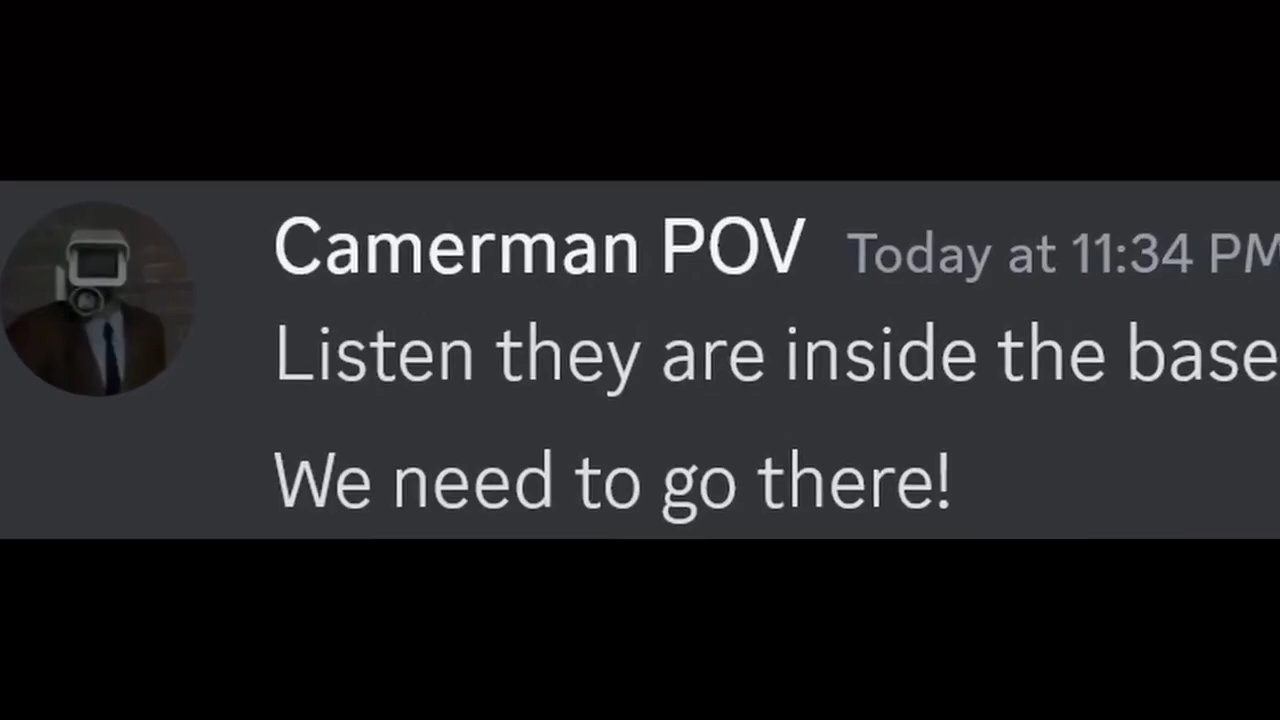 Camerman POV Today at 11:34 PM
Listen they are inside the base
We need to go there!